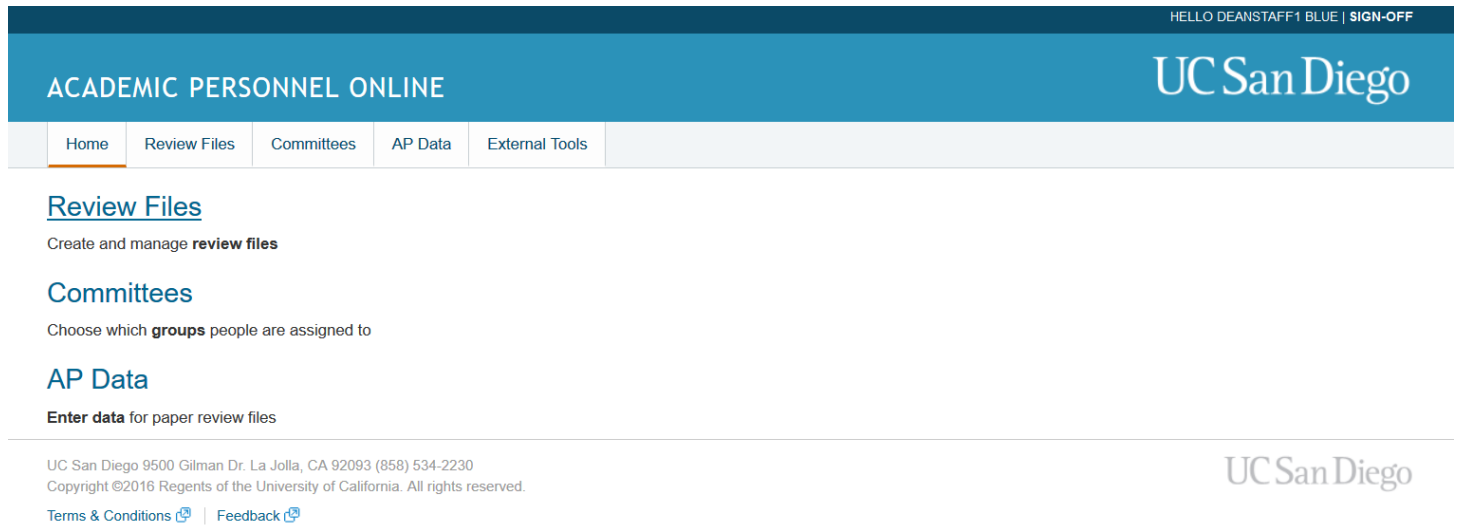 HELLO DEANSTAFF1 BLUE | SIGN-OFF
ACADEMIC PERSONNEL ONLINE
UC San Diego
Home Review Files Committees AP Data External Tools
Review Files
Create and manage review files
Committees
Choose which groups people are assigned to
AP Data
Enter data for paper review files
UC San Diego 9500 Gilman Dr. La Jolla, CA 92093 (858) 534-2230
Copyright ©2016 Regents of the University of California. All rights reserved.
UC San Diego
Terms & Conditions | Feedback